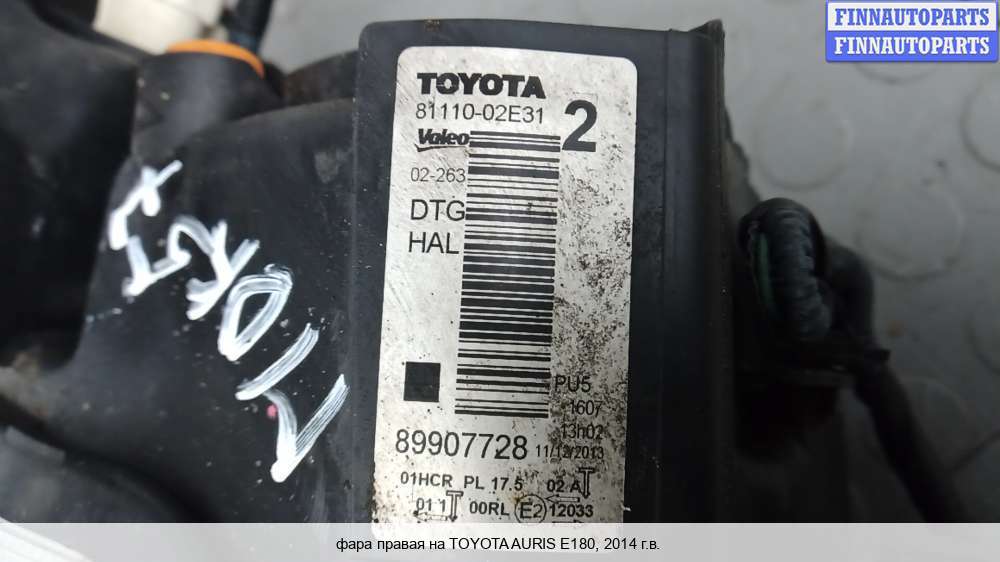 FINNAUTOPARTS
FINNAUTOPARTS
TOYOTA
81110-02E31
2
Valeo
02-263
DTG
HAL
PU5
1607
13h02
89907728 11/12/2013
01HCR PL 17.5 02 A
01 1 00RL E2 12033
фара правая на TOYOTA AURIS E180, 2014 г.в.